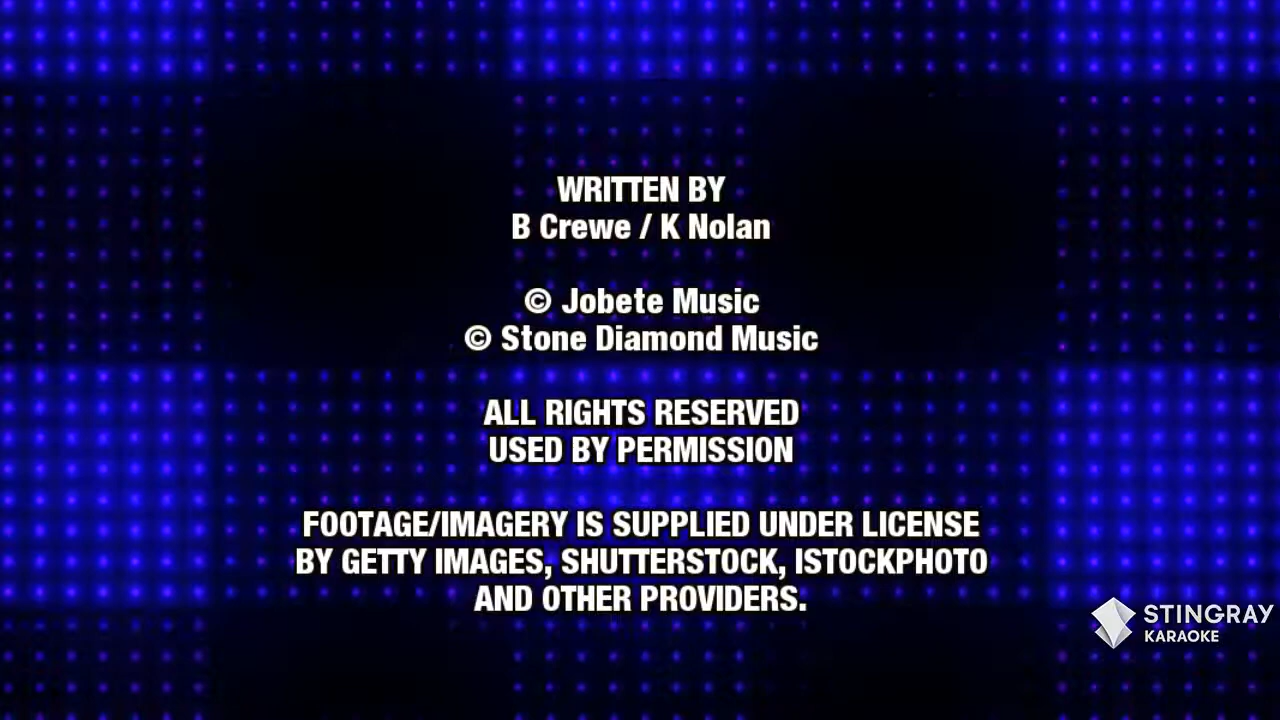 WRITTEN BY
B Crewe / K Nolan
© Jobete Music
© Stone Diamond Music
ALL RIGHTS RESERVED
USED BY PERMISSION
FOOTAGE/IMAGERY IS SUPPLIED UNDER LICENSE
BY GETTY IMAGES, SHUTTERSTOCK, ISTOCKPHOTO
AND OTHER PROVIDERS.
STINGRAY
KARAOKE